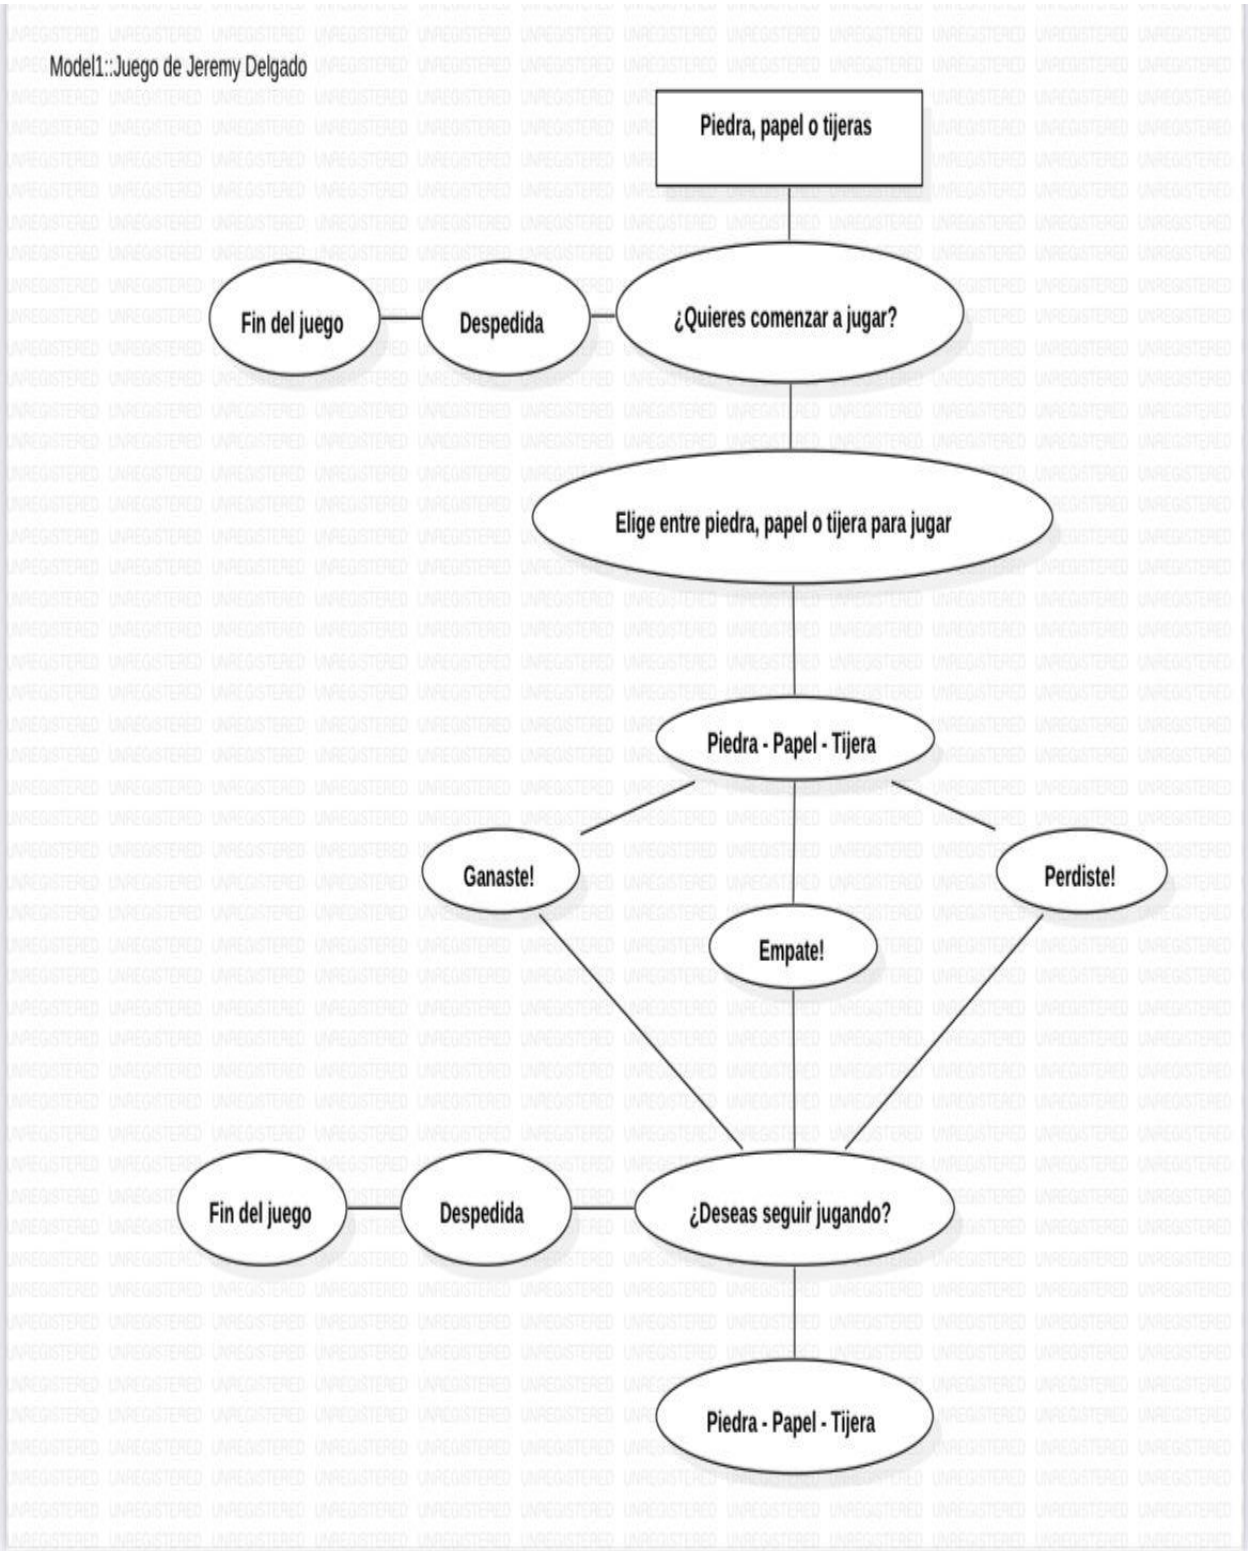 Model1::Juego de Jeremy Delgado
Piedra, papel o tijeras
Fin del juego
Despedida
¿Quieres comenzar a jugar?
Elige entre piedra, papel o tijera para jugar
Piedra - Papel - Tijera
Ganaste!
Perdiste!
Empate!
Fin del juego
Despedida
¿Deseas seguir jugando?
Piedra - Papel - Tijera
UNREGISTERED